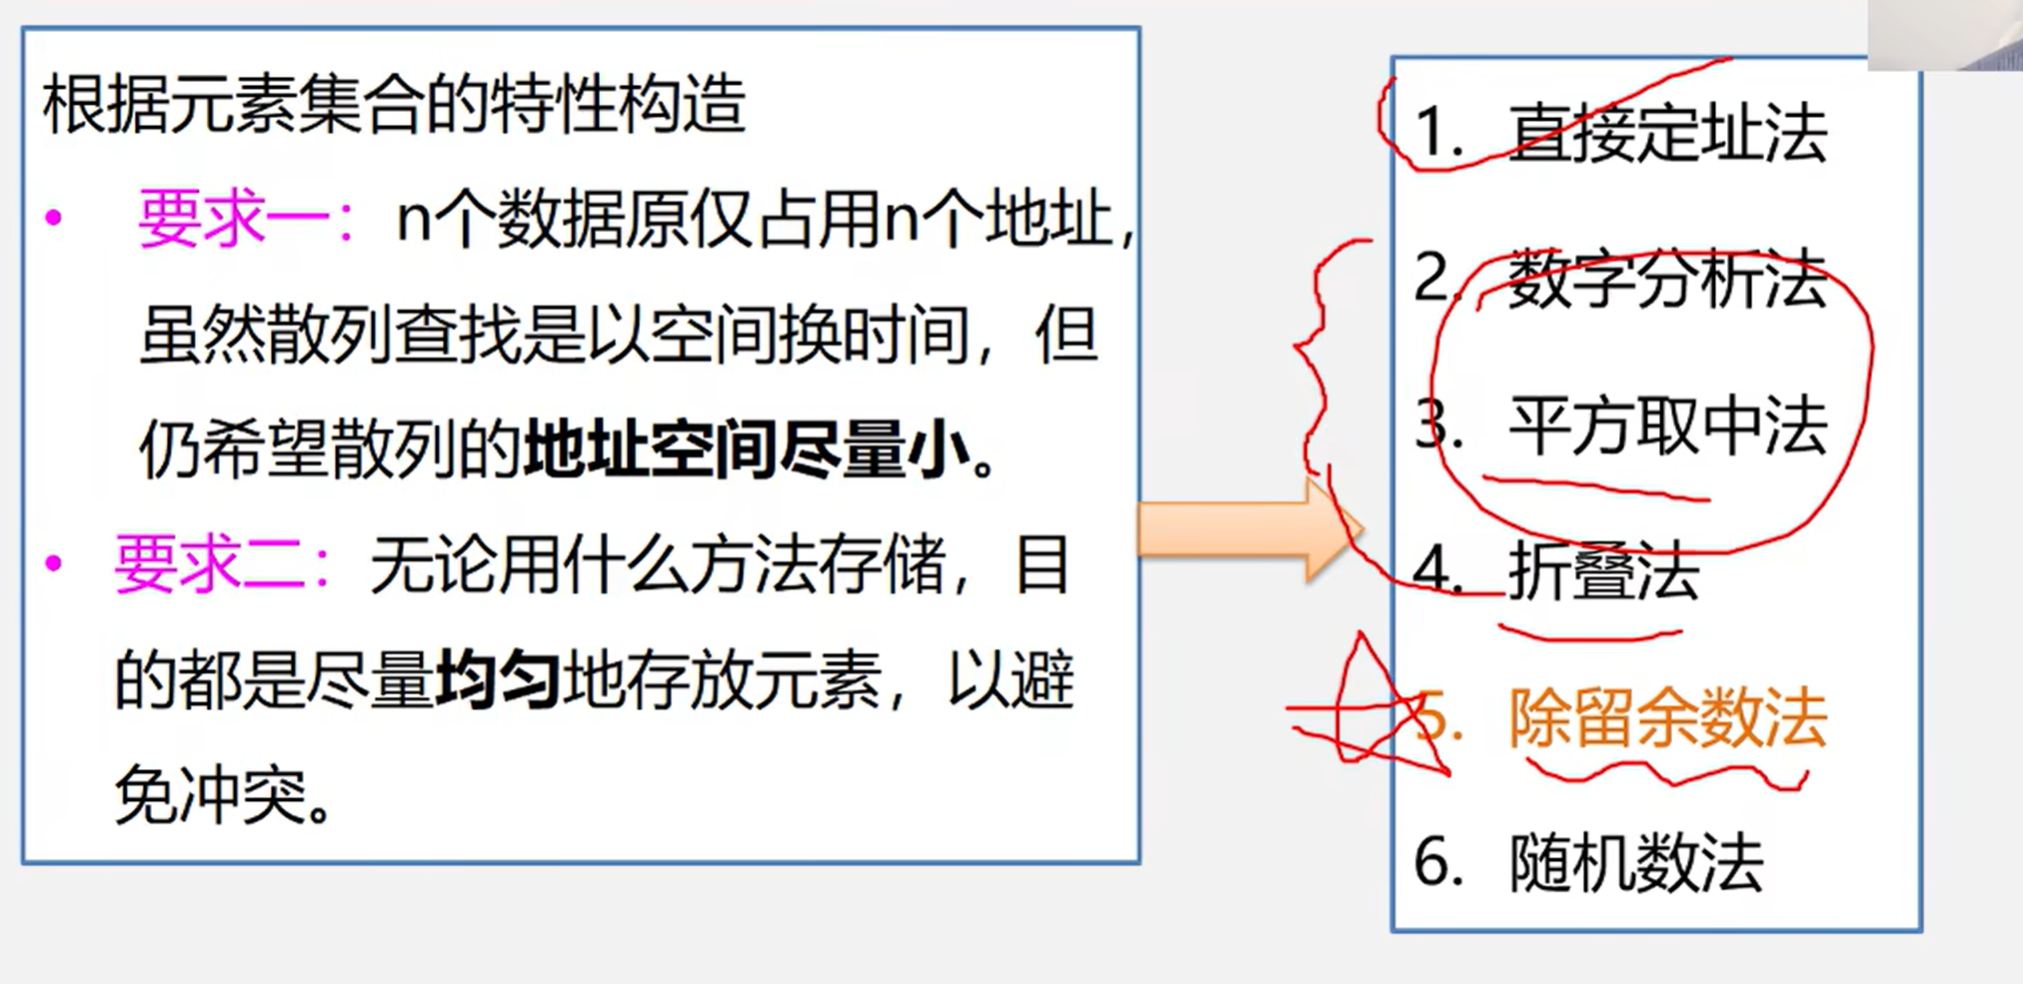 根据元素集合的特性构造
• 要求一：n个数据原仅占用n个地址，
虽然散列查找是以空间换时间，但
仍希望散列的地址空间尽量小。
• 要求二：无论用什么方法存储，目
的都是尽量均匀地存放元素，以避
免冲突。
1. 直接定址法
2. 数字分析法
3. 平方取中法
4. 折叠法
5. 除留余数法
6. 随机数法